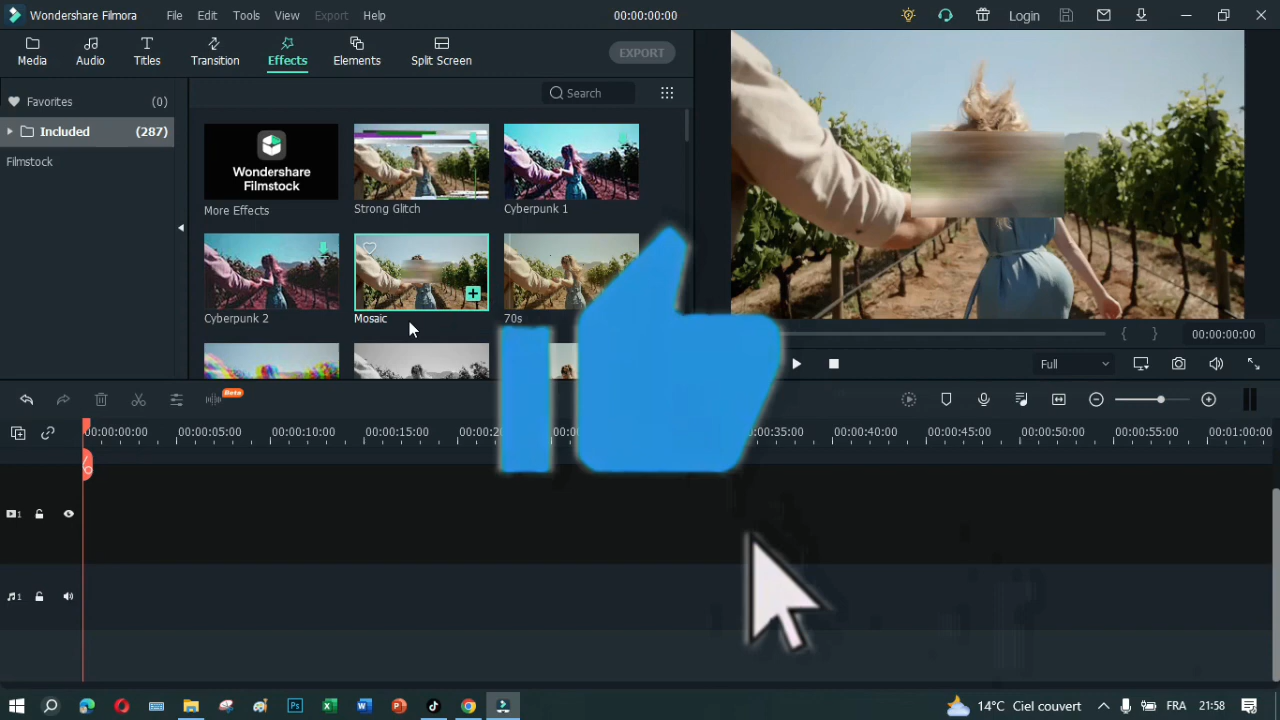 Wondershare Filmora
File
Edit
Tools
View
Export
Help
00:00:00:00
Login
Media
Audio
Titles
Transition
Effects
Elements
Split Screen
EXPORT
Favorites
(0)
Search
Included
(287)
Filmstock
Wondershare
Filmstock
More Effects
Strong Glitch
Cyberpunk 1
Cyberpunk 2
Mosaic
70s
00:00:00:00
Full
Beta
00:00:00:00
00:00:05:00
00:00:10:00
00:00:15:00
00:00:35:00
00:00:40:00
00:00:45:00
00:00:50:00
00:00:55:00
00:01:00:00
1
1
14°C Ciel couvert
FRA
21:58